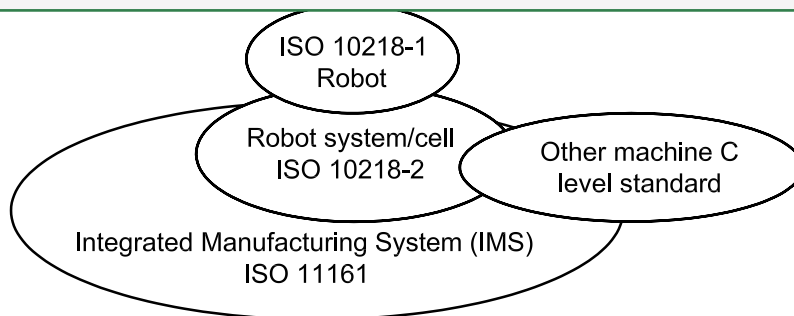 ISO 10218-1
Robot
Robot system/cell
ISO 10218-2
Other machine C
level standard
Integrated Manufacturing System (IMS)
ISO 11161